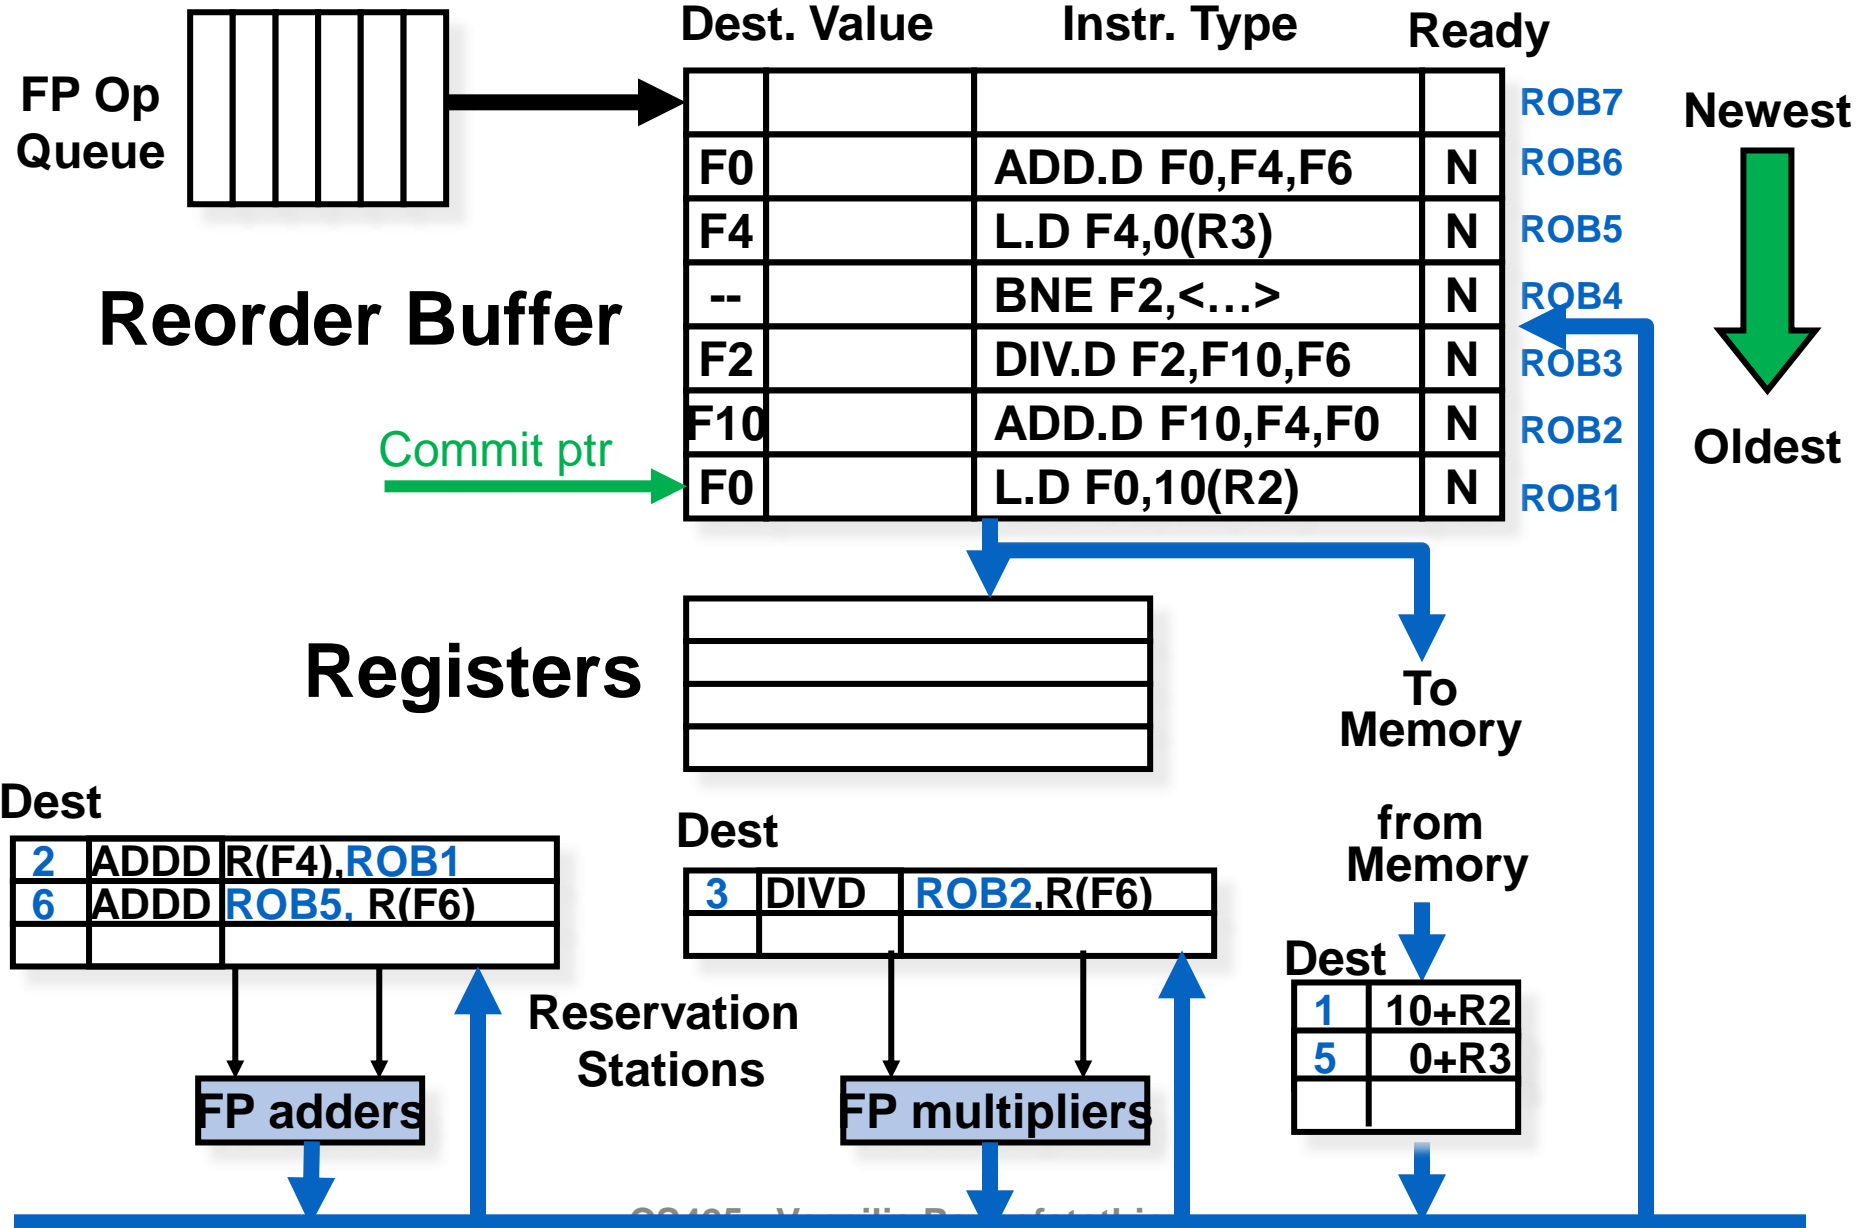 Dest. Value Instr. Type Ready
FP Op
Queue
ROB7
Newest
F0 ADD.D F0,F4,F6 N ROB6
F4 L.D F4,0(R3) N ROB5
-- BNE F2,<...> N ROB4
Reorder Buffer
F2 DIV.D F2,F10,F6 N ROB3
F10 ADD.D F10,F4,F0 N ROB2
Oldest
Commit ptr
F0 L.D F0,10(R2) N ROB1
Registers
To
Memory
Dest
2 ADDD R(F4),ROB1
6 ADDD ROB5, R(F6)
Dest
3 DIVD ROB2,R(F6)
from
Memory
Dest
1 10+R2
5 0+R3
Reservation
Stations
FP adders
FP multipliers